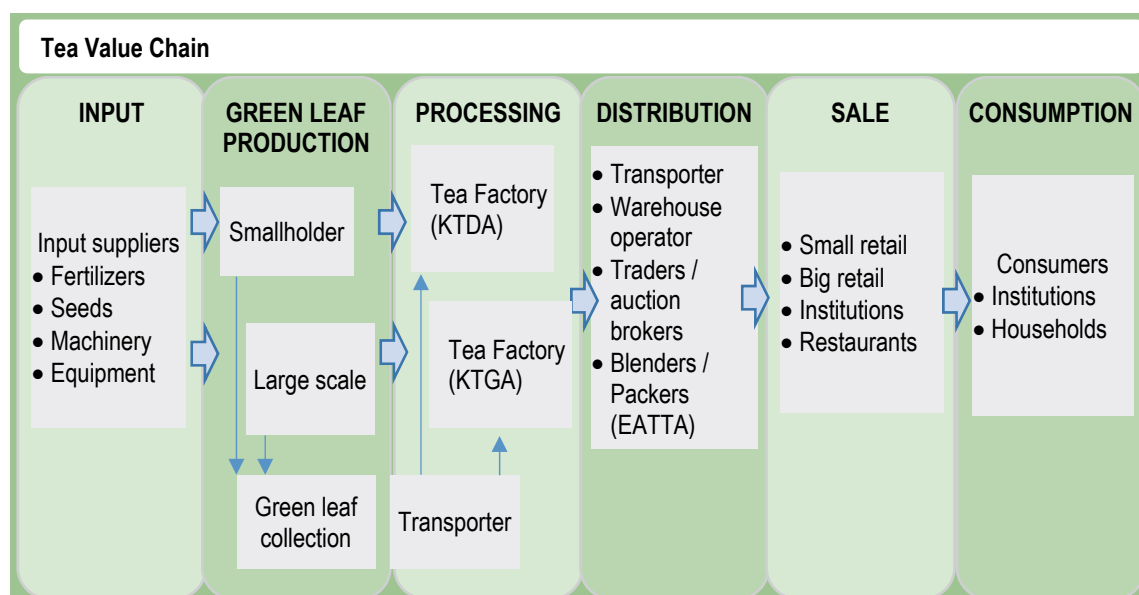 Tea Value Chain
INPUT
Input suppliers
• Fertilizers
• Seeds
• Machinery
• Equipment
GREEN LEAF
PRODUCTION
Smallholder
Large scale
Green leaf
collection
PROCESSING
Tea Factory
(KTDA)
Tea Factory
(KTGA)
Transporter
DISTRIBUTION
• Transporter
• Warehouse
operator
• Traders /
auction
brokers
• Blenders /
Packers
(EATTA)
SALE
• Small retail
• Big retail
• Institutions
• Restaurants
CONSUMPTION
Consumers
• Institutions
• Households